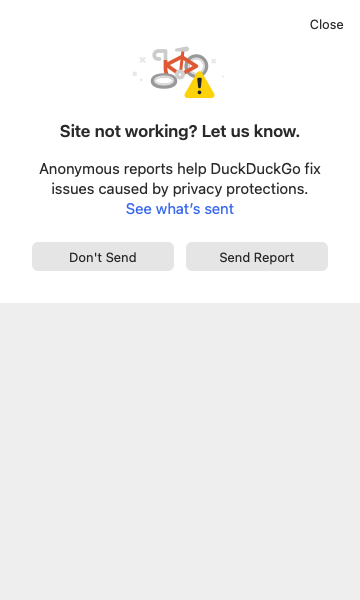 Close
Site not working? Let us know.
Anonymous reports help DuckDuckGo fix
issues caused by privacy protections.
See what’s sent
Don't Send
Send Report